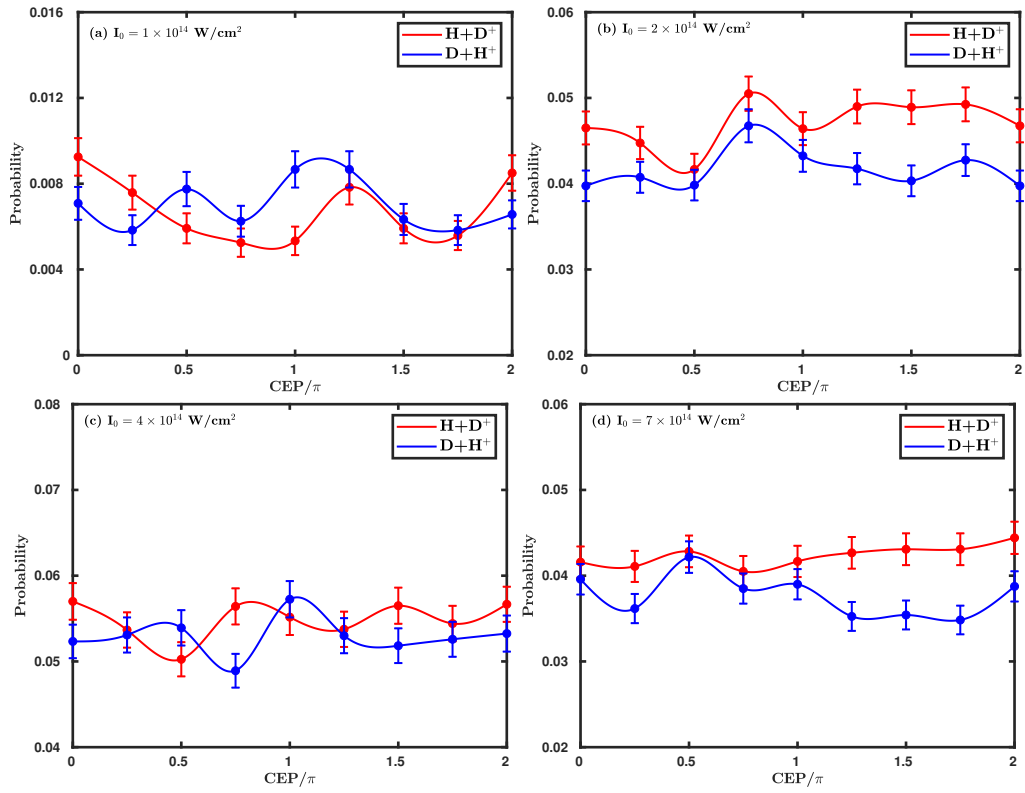 (a) I₀ = 1 × 10¹⁴ W/cm²
H+D⁺
D+H⁺
0.016
0.012
0.008
0.004
0
Probability
0 0.5 1 1.5 2
CEP/π
(b) I₀ = 2 × 10¹⁴ W/cm²
H+D⁺
D+H⁺
0.06
0.05
0.04
0.03
0.02
Probability
0 0.5 1 1.5 2
CEP/π
(c) I₀ = 4 × 10¹⁴ W/cm²
H+D⁺
D+H⁺
0.08
0.07
0.06
0.05
0.04
Probability
0 0.5 1 1.5 2
CEP/π
(d) I₀ = 7 × 10¹⁴ W/cm²
H+D⁺
D+H⁺
0.06
0.05
0.04
0.03
0.02
Probability
0 0.5 1 1.5 2
CEP/π